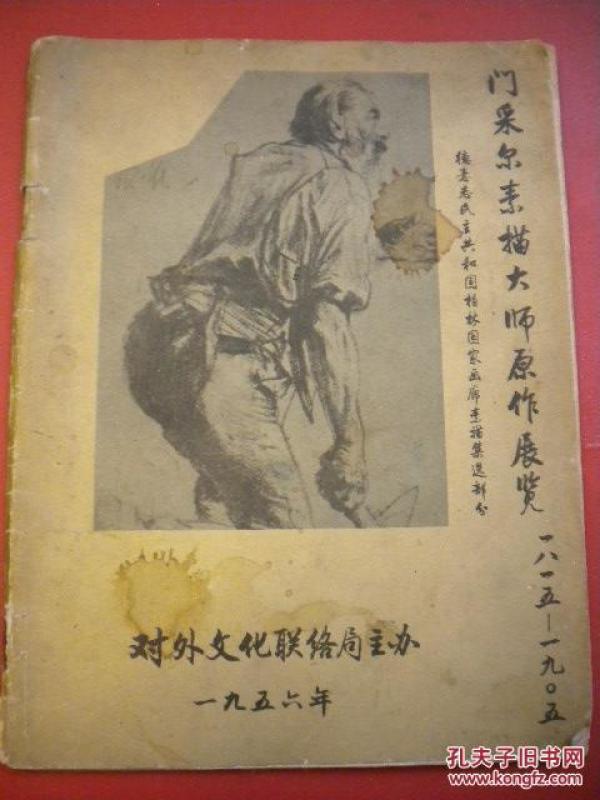 门采尔素描大师原作展览
一八一五—一九〇五
德意志民主共和国柏林国家画廊素描集选部分
对外文化联络局主办
一九五六年
孔夫子旧书网
www.kongfz.com